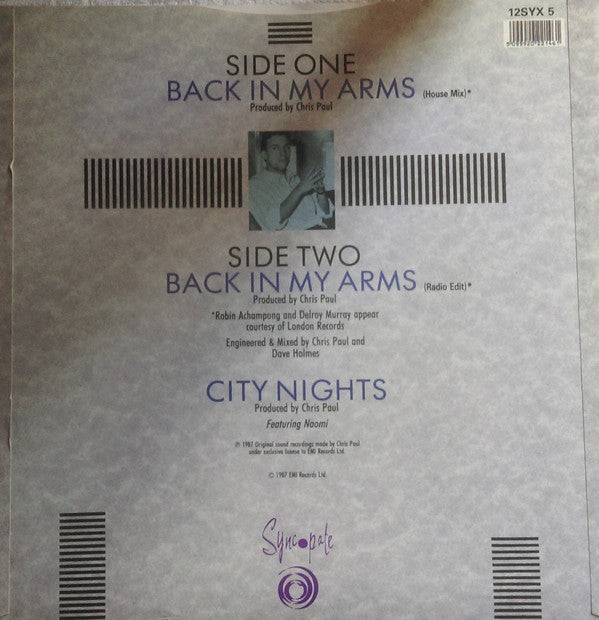 12SYX 5
SIDE ONE
BACK IN MY ARMS (House Mix)*
Produced by Chris Paul
SIDE TWO
BACK IN MY ARMS (Radio Edit)*
Produced by Chris Paul
*Robin Achampong and Delroy Murray appear
courtesy of London Records
Engineered & Mixed by Chris Paul and
Dave Holmes
CITY NIGHTS
Produced by Chris Paul
Featuring Naomi
℗ 1987 Original sound recordings made by Chris Paul
under exclusive license to EMI Records Ltd.
© 1987 EMI Records Ltd.
Syncopate